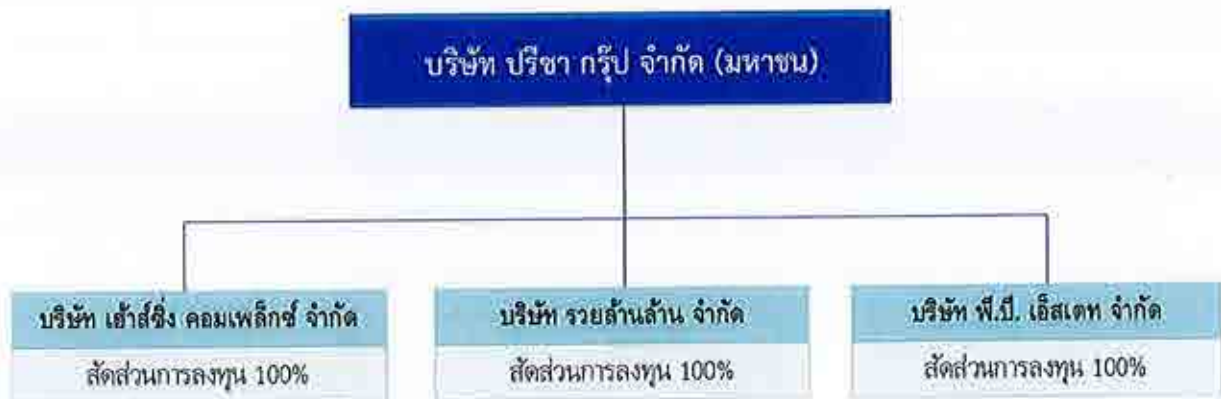 บริษัท ปรีชา กรุ๊ป จำกัด (มหาชน)
บริษัท เฮ้าส์ซิ่ง คอมเพล็กซ์ จำกัด
สัดส่วนการลงทุน 100%
บริษัท รวยล้านล้าน จำกัด
สัดส่วนการลงทุน 100%
บริษัท พี.ปี. เอ็สเตท จำกัด
สัดส่วนการลงทุน 100%